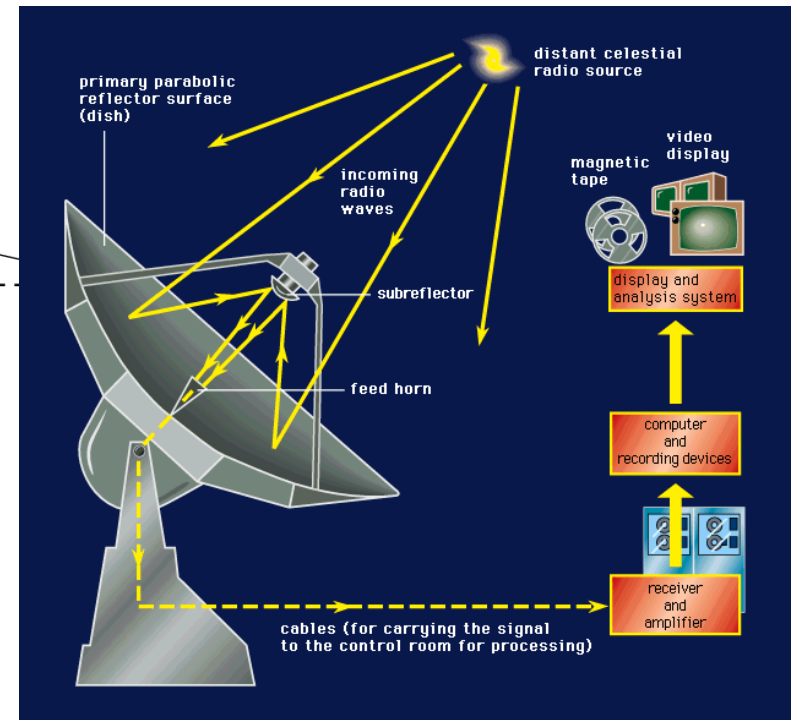 distant celestial
radio source
primary parabolic
reflector surface
(dish)
video
display
magnetic
tape
incoming
radio
waves
display and
analysis system
subreflector
feed horn
computer
and
recording devices
receiver
and
amplifier
cables (for carrying the signal
to the control room for processing)